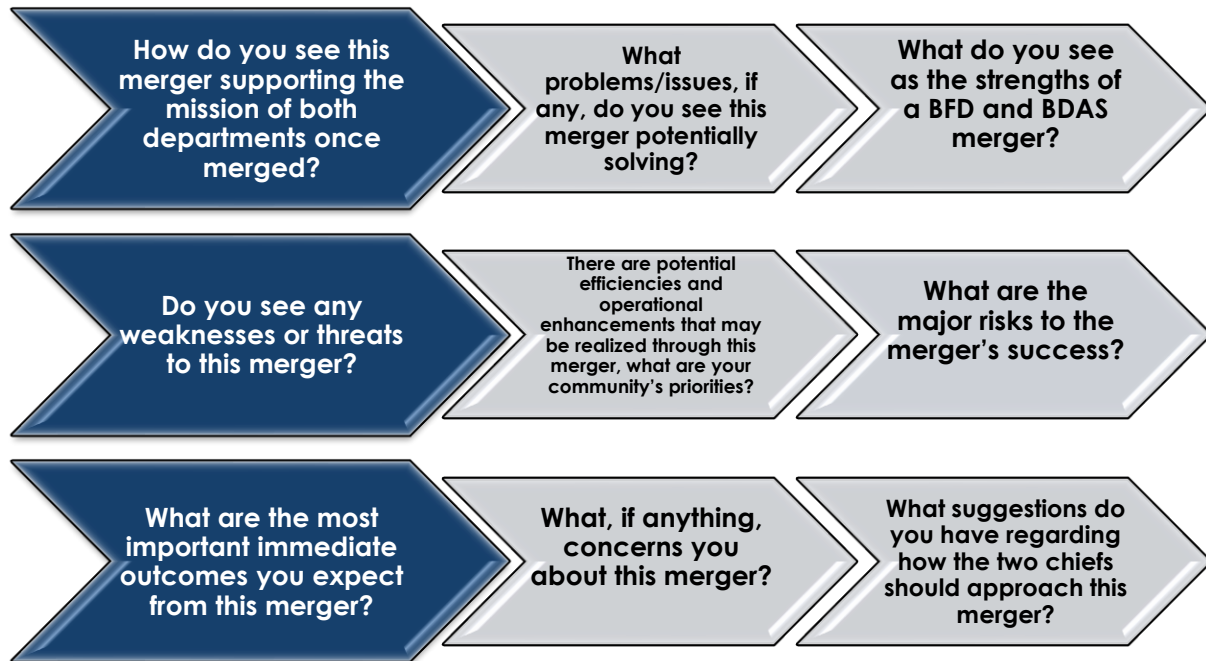 How do you see this
merger supporting the
mission of both
departments once
merged?
What
problems/issues, if
any, do you see this
merger potentially
solving?
What do you see
as the strengths of
a BFD and BDAS
merger?
Do you see any
weaknesses or threats
to this merger?
There are potential
efficiencies and
operational
enhancements that may
be realized through this
merger, what are your
community’s priorities?
What are the
major risks to the
merger’s success?
What are the most
important immediate
outcomes you expect
from this merger?
What, if anything,
concerns you
about this merger?
What suggestions do
you have regarding
how the two chiefs
should approach this
merger?